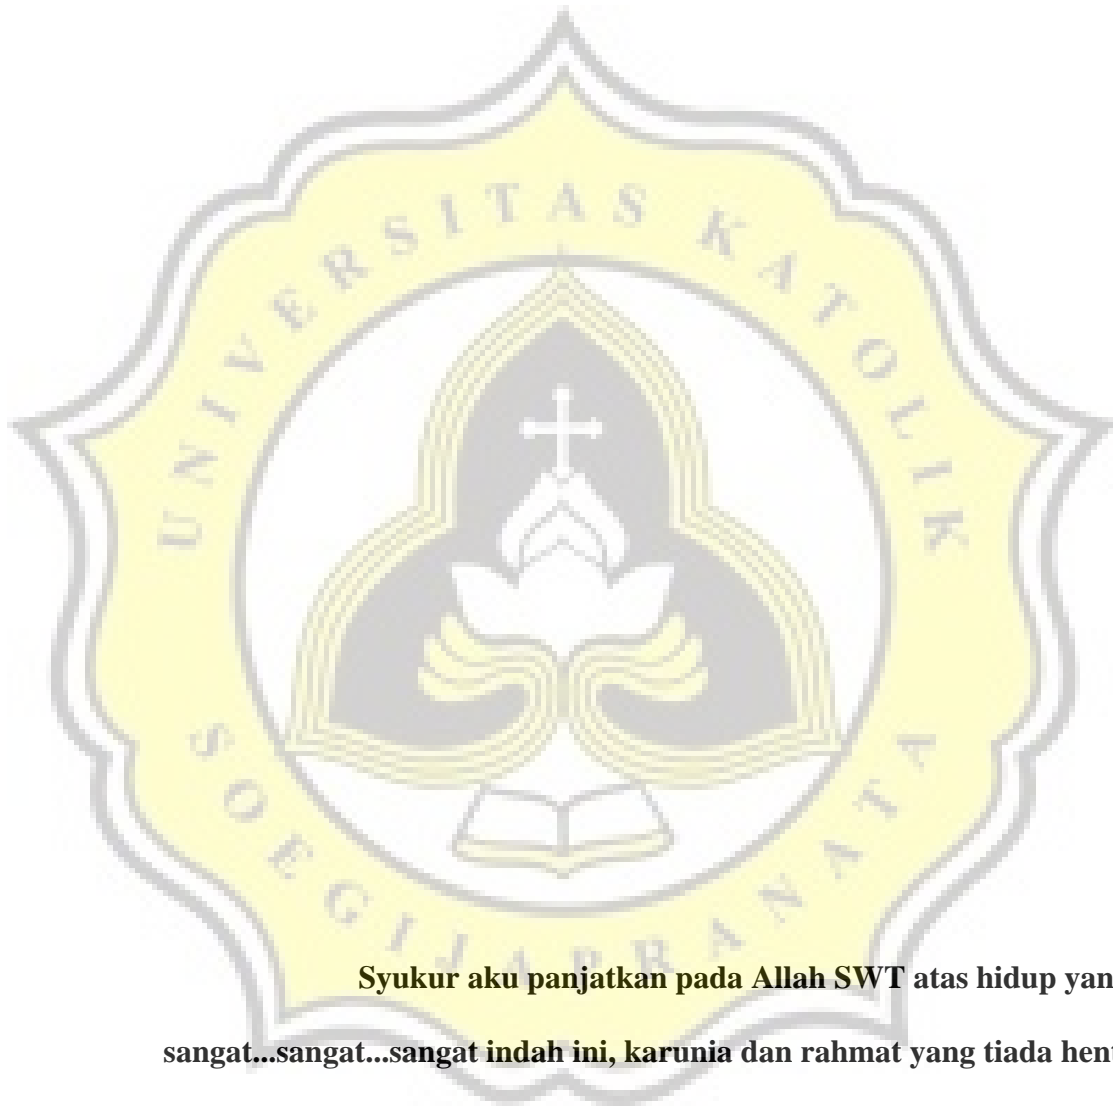 UNIVERSITAS KATOLIK
SOEGIJAPRANATA
Syukur aku panjatkan pada Allah SWT atas hidup yan
sangat...sangat...sangat indah ini, karunia dan rahmat yang tiada hent